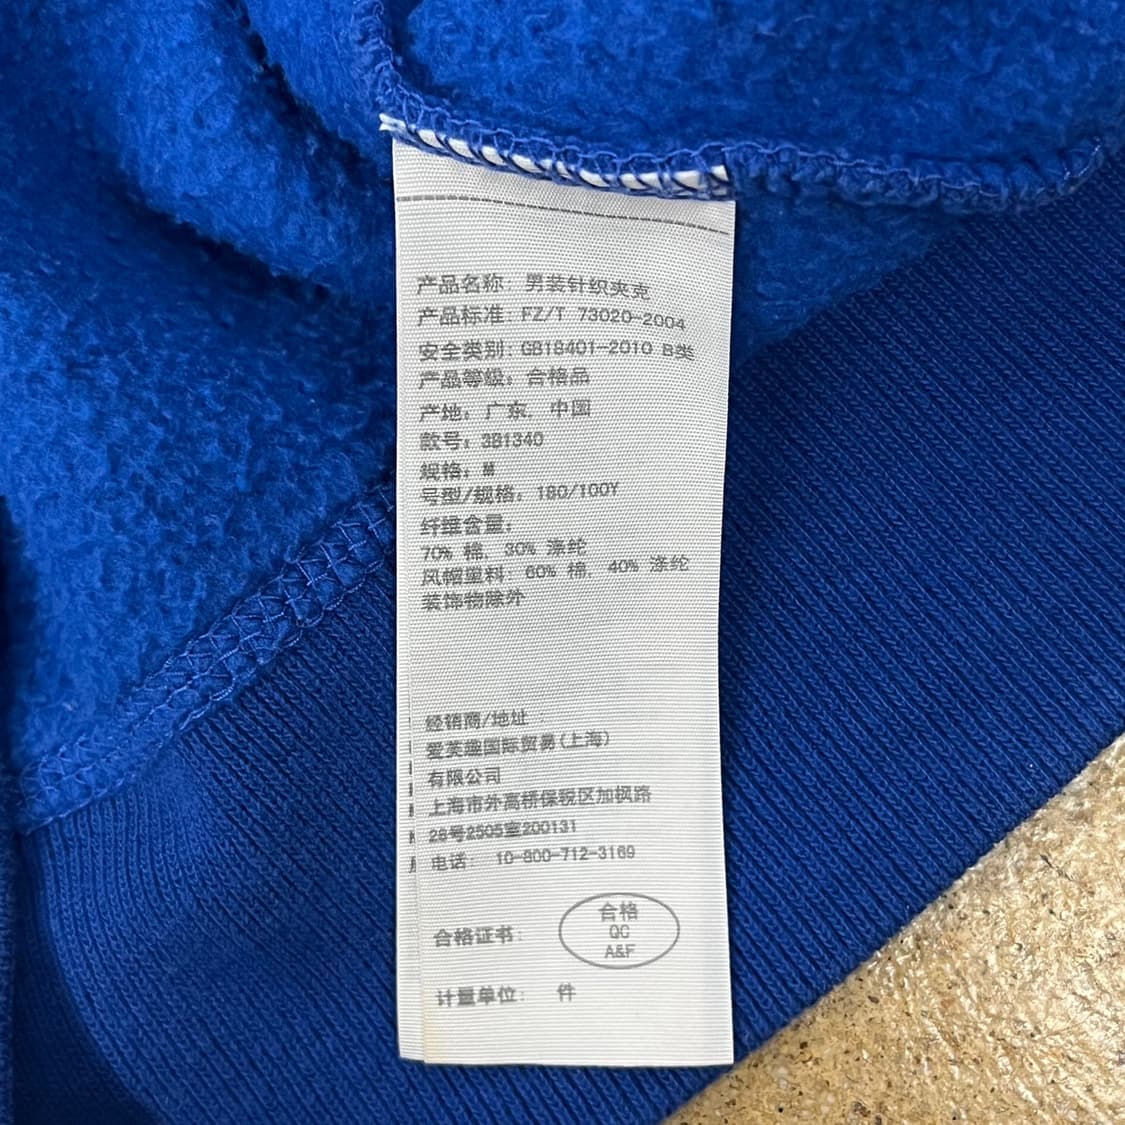 产品名称: 男装针织夹克
产品标准: FZ/T 73020-2004
安全类别: GB18401-2010 B类
产品等级: 合格品
产地: 广东, 中国
款号: 3B1340
规格: M
号型/规格: 180/100Y
纤维含量:
70% 棉, 30% 涤纶
风帽里料: 60% 棉, 40% 涤纶
装饰物除外
经销商/地址 :
爱芙趣国际贸易(上海)
有限公司
上海市外高桥保税区加枫路
28号2505室200131
电话: 10-800-712-3169
合格证书:
合格
QC
A&F
计量单位: 件